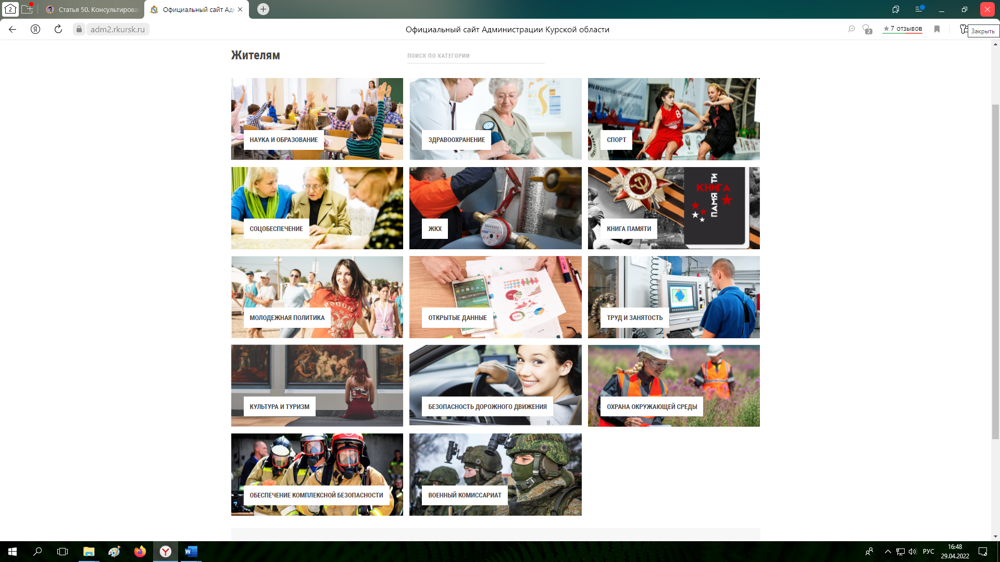 2
Статья 50. Консультирова
Официальный сайт Адм
adm2.rkursk.ru
Официальный сайт Администрации Курской области
2
★7 отзывов
Закрыть
Жителям
ПОИСК ПО КАТЕГОРИИ
НАУКА И ОБРАЗОВАНИЕ
ЗДРАВООХРАНЕНИЕ
8
СПОРТ
СОЦОБЕСПЕЧЕНИЕ
ЖКХ
КНИГА
ПАМЯТИ
КНИГА ПАМЯТИ
РОССИЯ
МОЛОДЕЖНАЯ ПОЛИТИКА
ОТКРЫТЫЕ ДАННЫЕ
ТРУД И ЗАНЯТОСТЬ
КУЛЬТУРА И ТУРИЗМ
БЕЗОПАСНОСТЬ ДОРОЖНОГО ДВИЖЕНИЯ
ОХРАНА ОКРУЖАЮЩЕЙ СРЕДЫ
ОБЕСПЕЧЕНИЕ КОМПЛЕКСНОЙ БЕЗОПАСНОСТИ
ВОЕННЫЙ КОМИССАРИАТ
РУС
16:48
29.04.2022